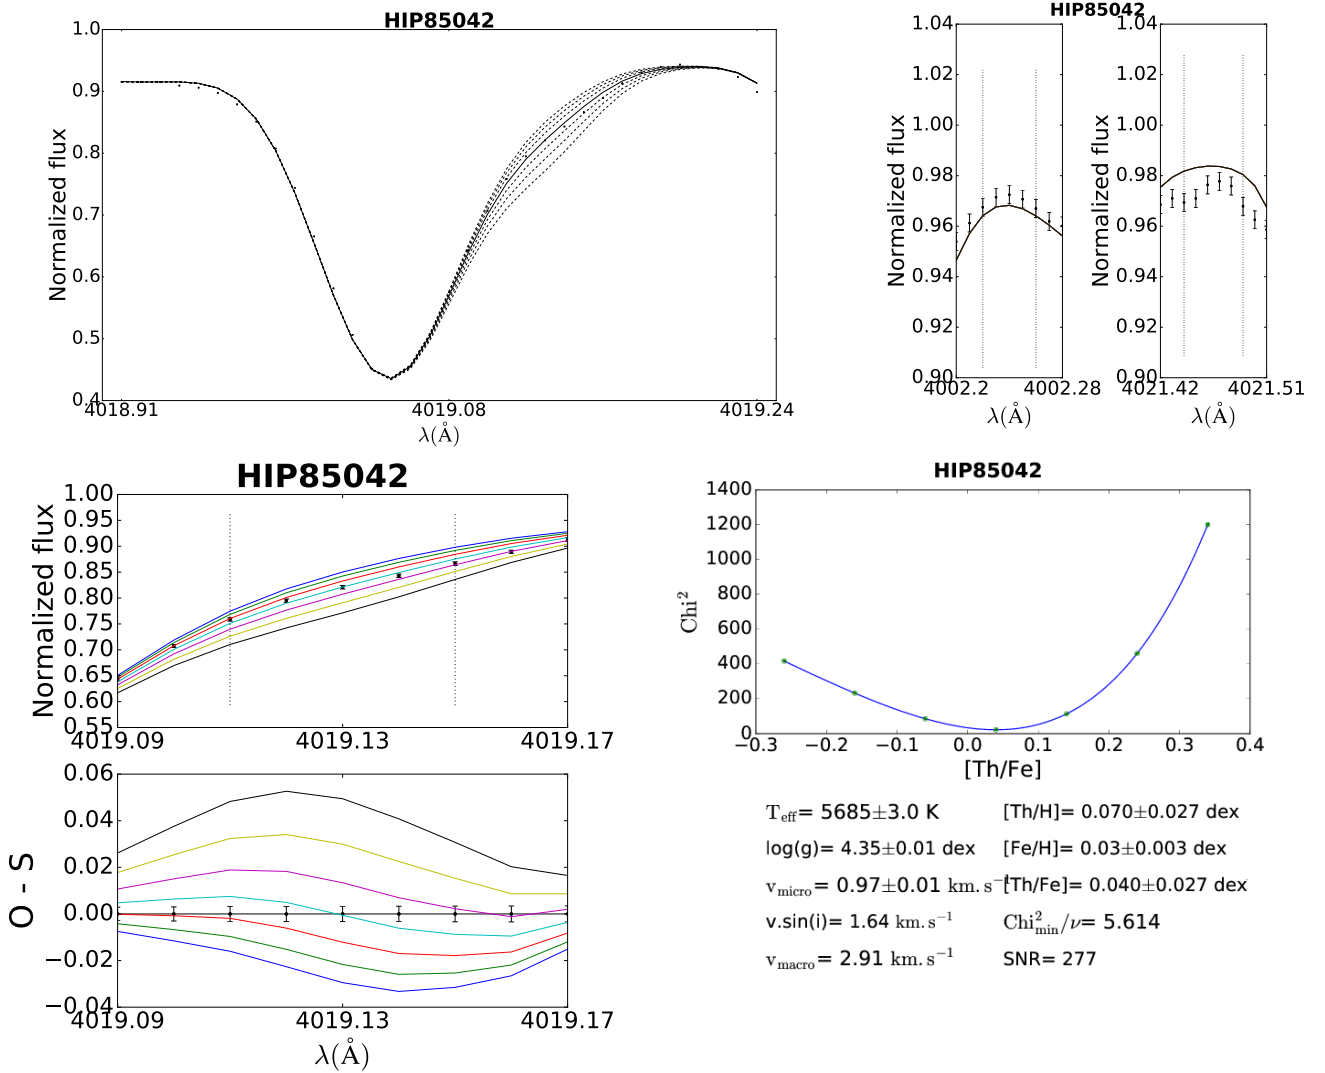 HIP85042
Normalized flux
1.0
0.9
0.8
0.7
0.6
0.5
0.4
4018.91
4019.08
4019.24
λ(Å)
HIP85042
Normalized flux
1.04
1.02
1.00
0.98
0.96
0.94
0.92
0.90
4002.2
4002.28
λ(Å)
Normalized flux
1.04
1.02
1.00
0.98
0.96
0.94
0.92
0.90
4021.42
4021.51
λ(Å)
HIP85042
Normalized flux
1.00
0.95
0.90
0.85
0.80
0.75
0.70
0.65
0.60
0.55
4019.09
4019.13
4019.17
O - S
0.06
0.04
0.02
0.00
−0.02
−0.04
4019.09
4019.13
4019.17
λ(Å)
HIP85042
Chi²
1400
1200
1000
800
600
400
200
0
−0.3
−0.2
−0.1
0.0
0.1
0.2
0.3
0.4
[Th/Fe]
T_eff= 5685±3.0 K
[Th/H]= 0.070±0.027 dex
log(g)= 4.35±0.01 dex
[Fe/H]= 0.03±0.003 dex
v_micro= 0.97±0.01 km.s⁻¹
[Th/Fe]= 0.040±0.027 dex
v.sin(i)= 1.64 km.s⁻¹
Chi²_min/ν= 5.614
v_macro= 2.91 km.s⁻¹
SNR= 277